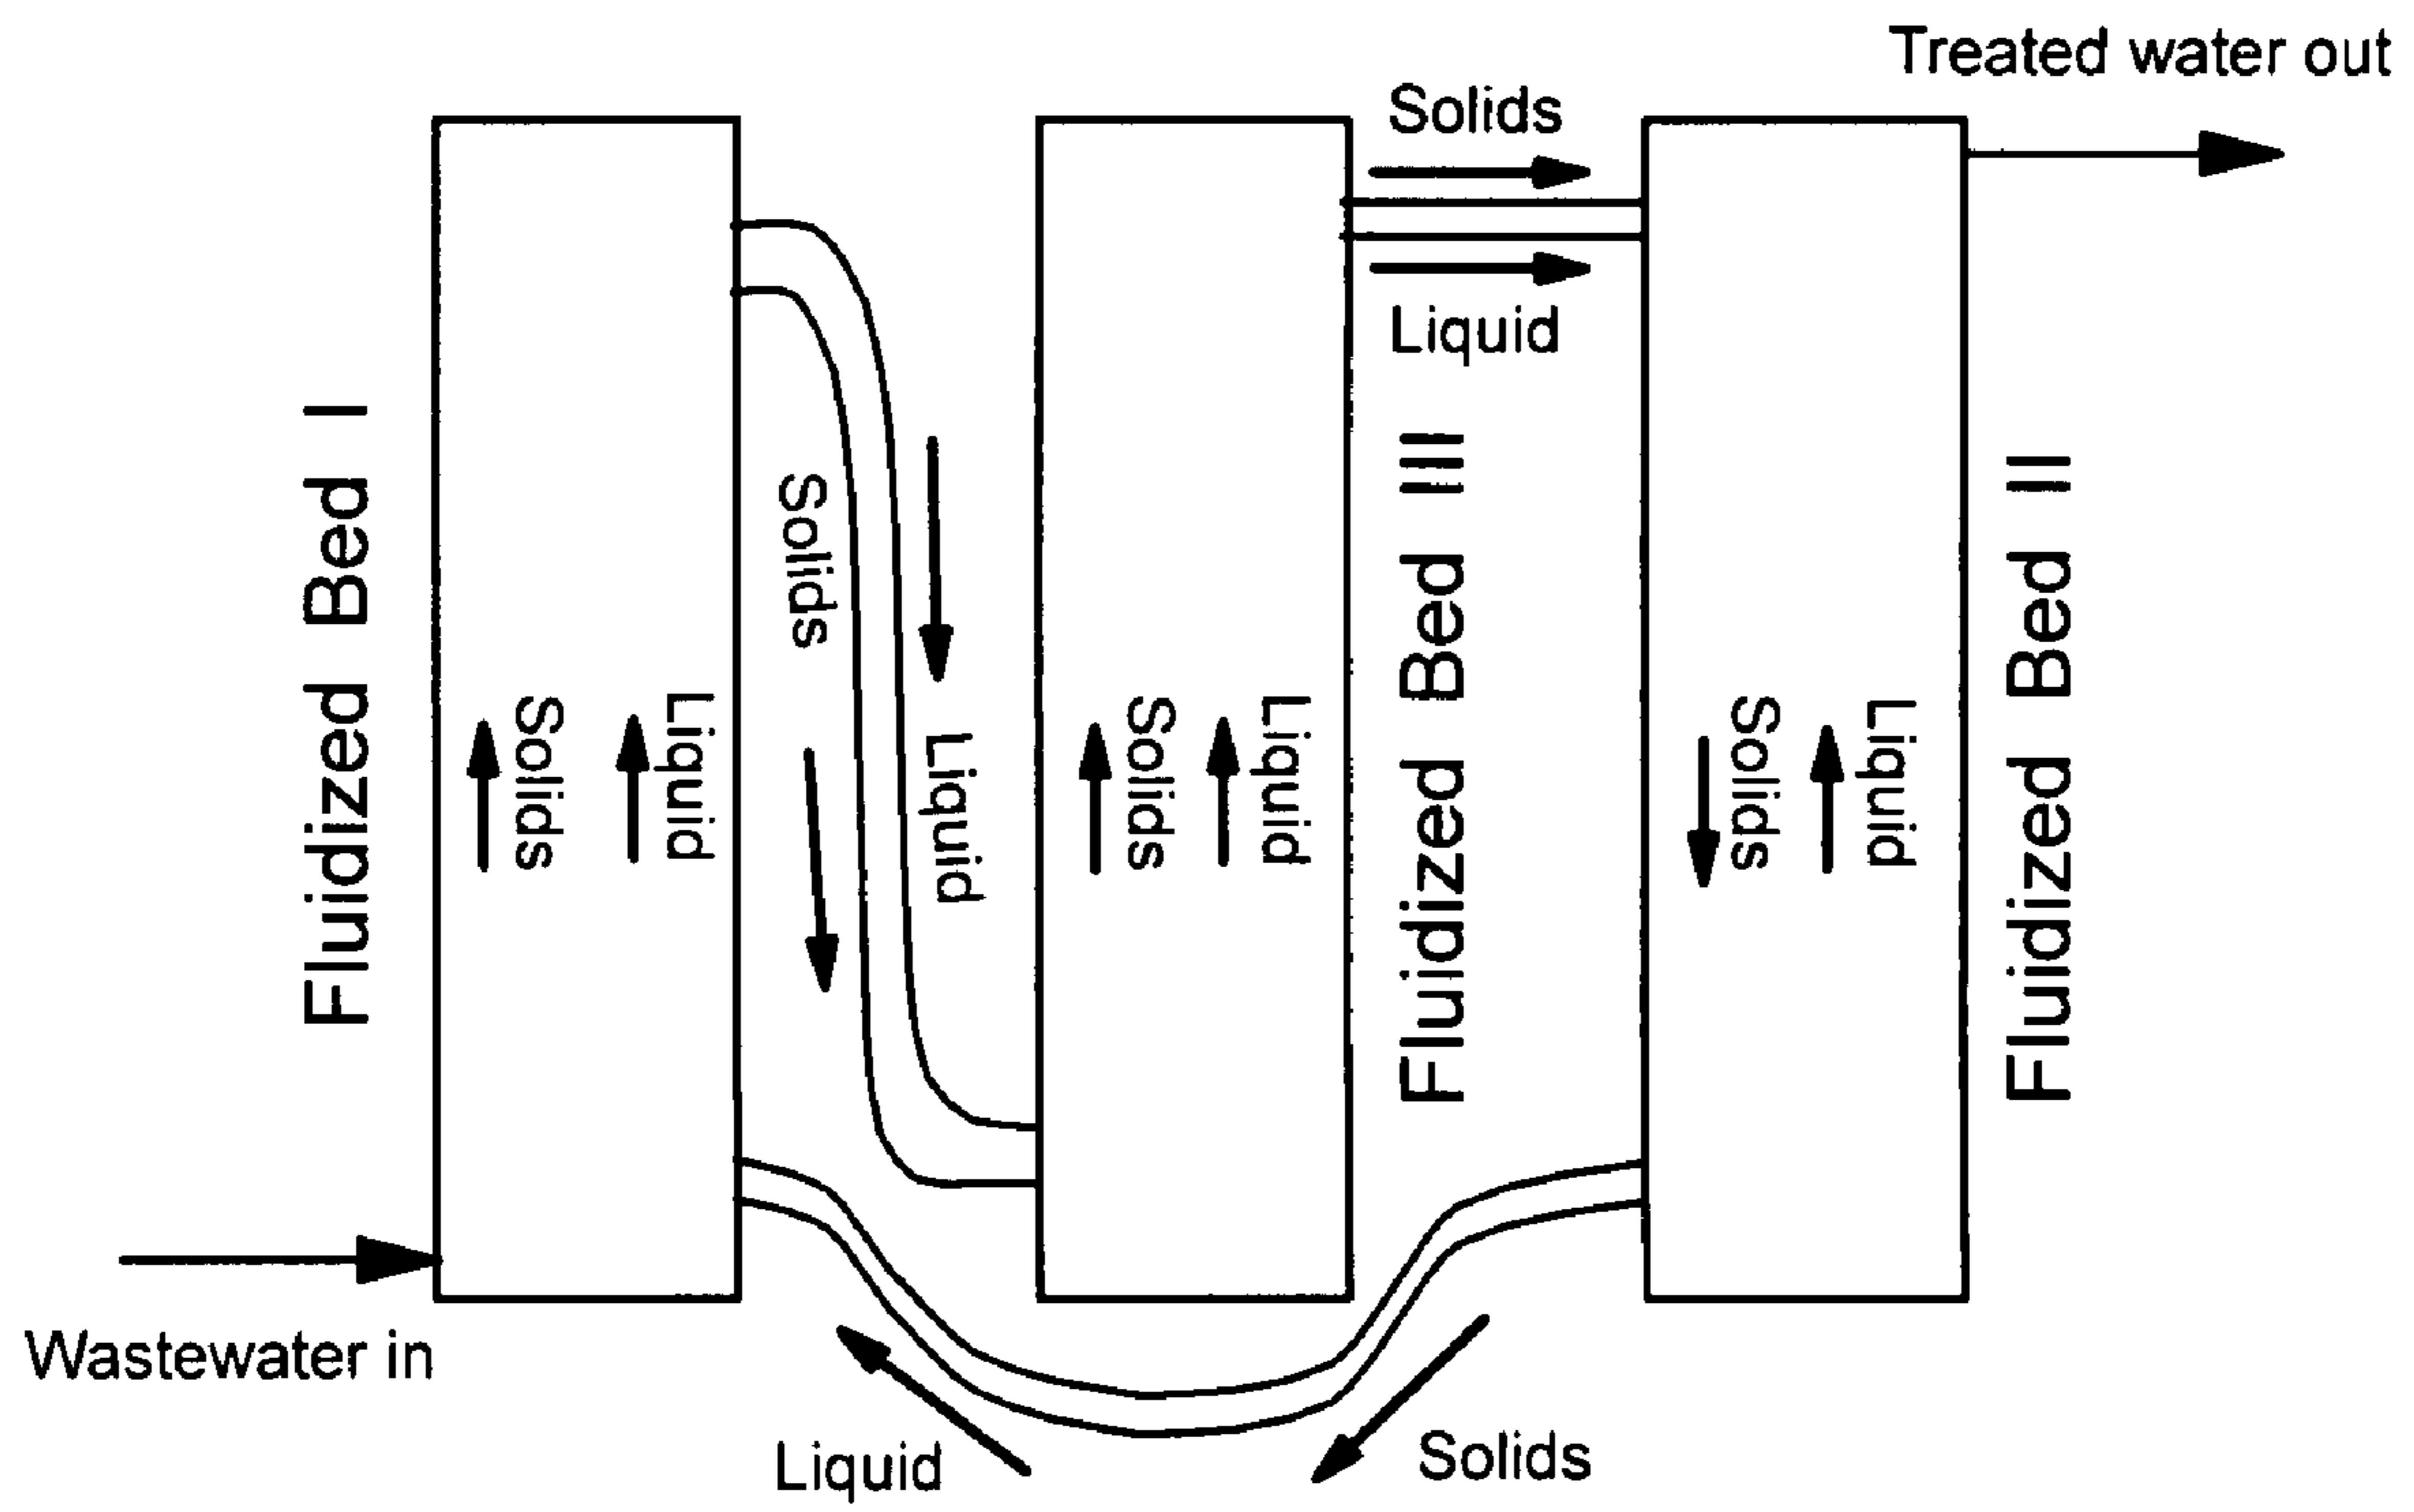 Treated water out
Solids
Liquid
Fluidized Bed I
Solids
Liquid
Solids
Liquid
Solids
Liquid
Fluidized Bed III
Solids
Liquid
Fluidized Bed II
Wastewater in
Liquid
Solids